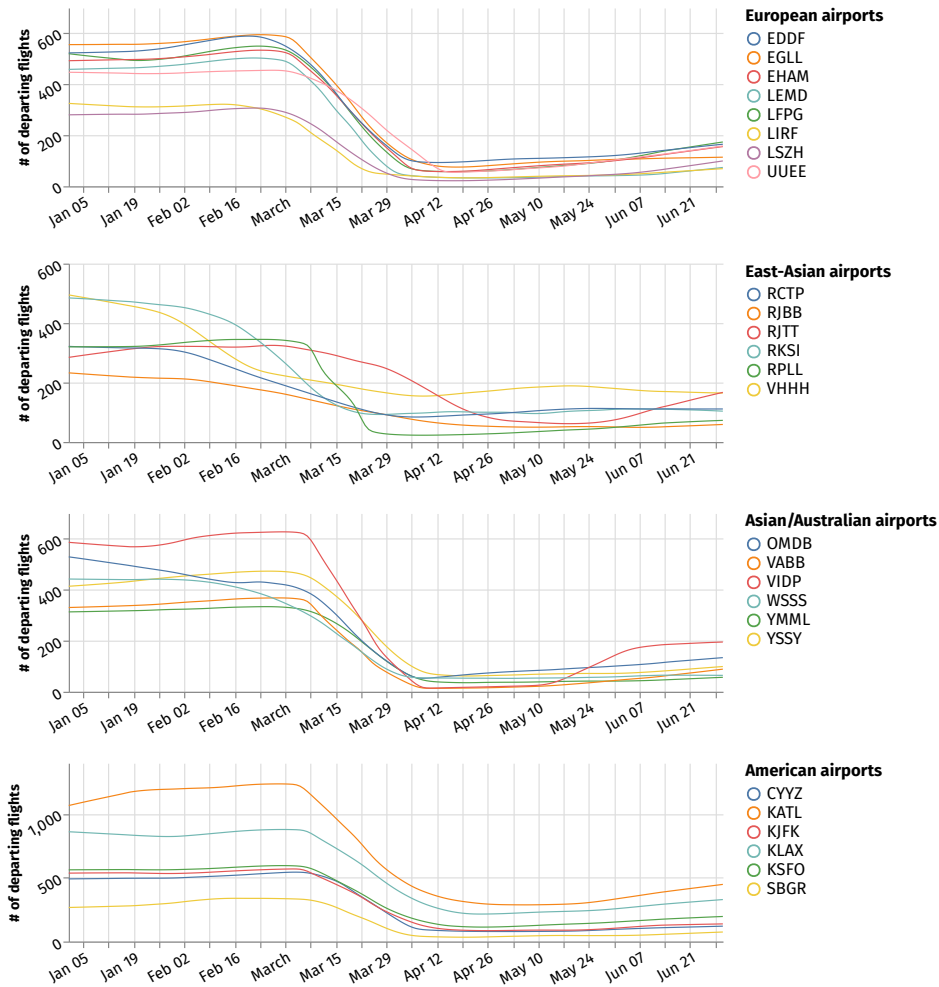 European airports
# of departing flights
600
400
200
0
Jan 05 Jan 19 Feb 02 Feb 16 March Mar 15 Mar 29 Apr 12 Apr 26 May 10 May 24 Jun 07 Jun 21
EDDF
EGLL
EHAM
LEMD
LFPG
LIRF
LSZH
UUEE
East-Asian airports
# of departing flights
600
400
200
0
Jan 05 Jan 19 Feb 02 Feb 16 March Mar 15 Mar 29 Apr 12 Apr 26 May 10 May 24 Jun 07 Jun 21
RCTP
RJBB
RJTT
RKSI
RPLL
VHHH
Asian/Australian airports
# of departing flights
600
400
200
0
Jan 05 Jan 19 Feb 02 Feb 16 March Mar 15 Mar 29 Apr 12 Apr 26 May 10 May 24 Jun 07 Jun 21
OMDB
VABB
VIDP
WSSS
YMML
YSSY
American airports
# of departing flights
1,000
500
0
Jan 05 Jan 19 Feb 02 Feb 16 March Mar 15 Mar 29 Apr 12 Apr 26 May 10 May 24 Jun 07 Jun 21
CYYZ
KATL
KJFK
KLAX
KSFO
SBGR